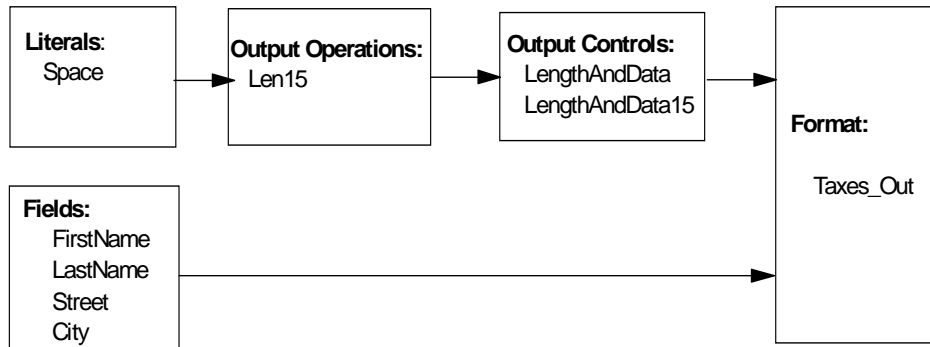 Literals:
Space
Output Operations:
Len15
Output Controls:
LengthAndData
LengthAndData15
Format:
Taxes_Out
Fields:
FirstName
LastName
Street
City